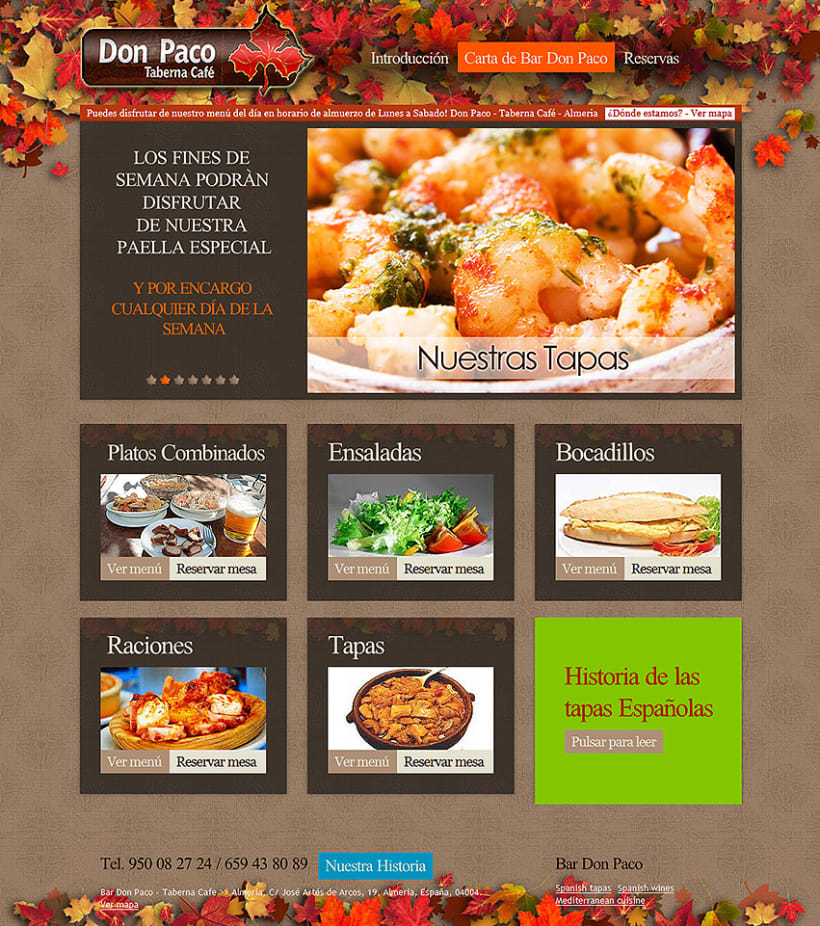 Don Paco
Taberna Café
Introducción
Carta de Bar Don Paco
Reservas
Puedes disfrutar de nuestro menú del día en horario de almuerzo de Lunes a Sabado! Don Paco - Taberna Café - Almeria
¿Dónde estamos? - Ver mapa
LOS FINES DE
SEMANA PODRÀN
DISFRUTAR
DE NUESTRA
PAELLA ESPECIAL
Y POR ENCARGO
CUALQUIER DÍA DE LA
SEMANA
Nuestras Tapas
Platos Combinados
Ver menú
Reservar mesa
Ensaladas
Ver menú
Reservar mesa
Bocadillos
Ver menú
Reservar mesa
Raciones
Ver menú
Reservar mesa
Tapas
Ver menú
Reservar mesa
Historia de las
tapas Españolas
Pulsar para leer
Tel. 950 08 27 24 / 659 43 80 89
Nuestra Historia
Bar Don Paco - Taberna Cafe >> Almeria, C/ José Artés de Arcos, 19, Almeria, España, 04004.
Ver mapa
Bar Don Paco
Spanish tapas
Spanish wines
Mediterranean cuisine